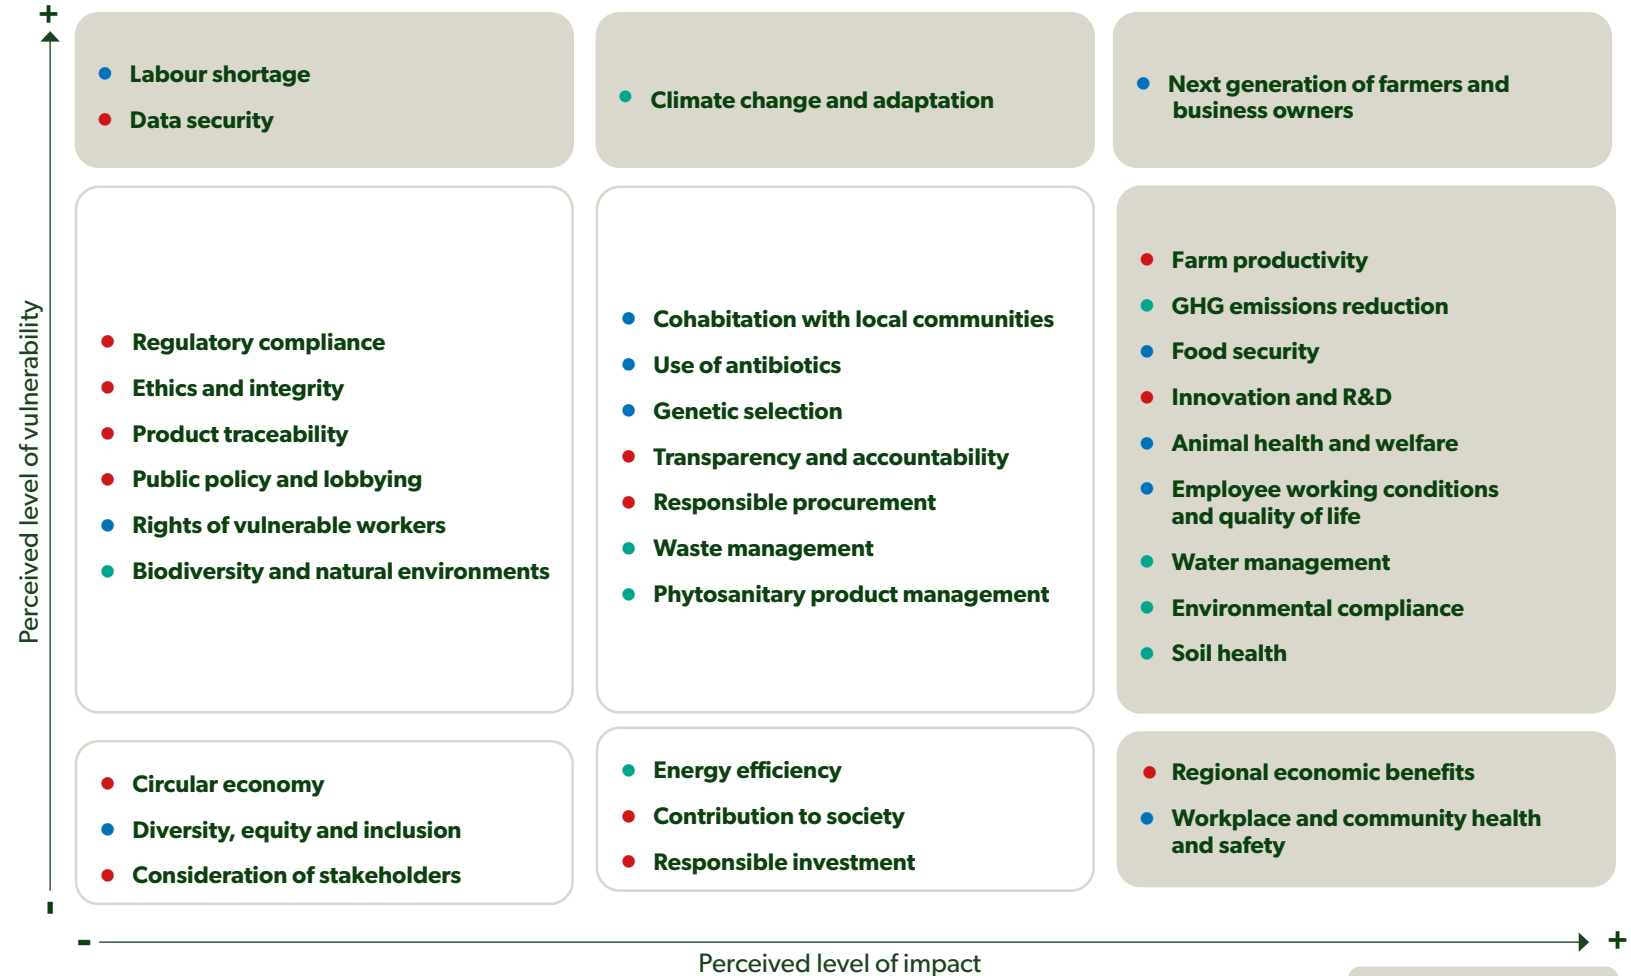 +
Labour shortage
Data security
Climate change and adaptation
Next generation of farmers and
business owners
Perceived level of vulnerability
Regulatory compliance
Ethics and integrity
Product traceability
Public policy and lobbying
Rights of vulnerable workers
Biodiversity and natural environments
Cohabitation with local communities
Use of antibiotics
Genetic selection
Transparency and accountability
Responsible procurement
Waste management
Phytosanitary product management
Farm productivity
GHG emissions reduction
Food security
Innovation and R&D
Animal health and welfare
Employee working conditions
and quality of life
Water management
Environmental compliance
Soil health
Circular economy
Diversity, equity and inclusion
Consideration of stakeholders
Energy efficiency
Contribution to society
Responsible investment
Regional economic benefits
Workplace and community health
and safety
-
-
+
Perceived level of impact